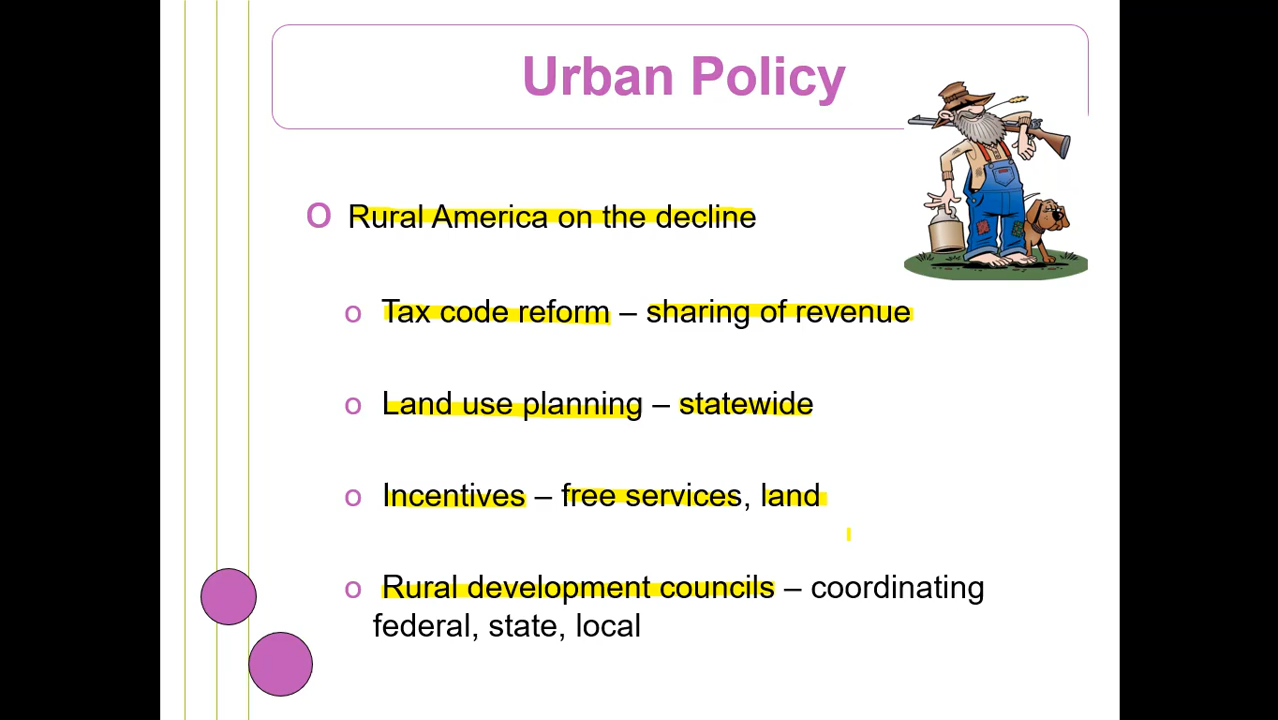 Urban Policy
Rural America on the decline
Tax code reform – sharing of revenue
Land use planning – statewide
Incentives – free services, land
Rural development councils – coordinating
federal, state, local